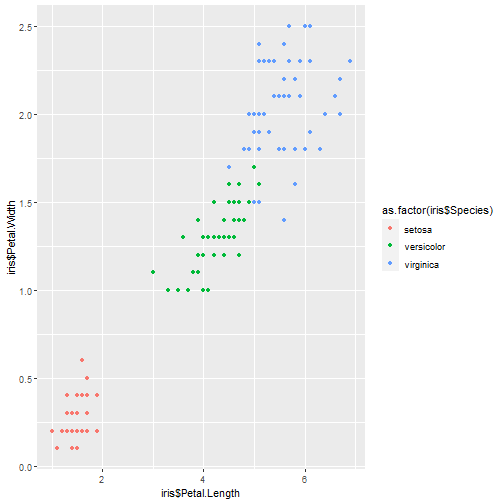 2.5
2.0
1.5
1.0
0.5
0.0
iris$Petal.Width
2
4
6
iris$Petal.Length
as.factor(iris$Species)
setosa
versicolor
virginica